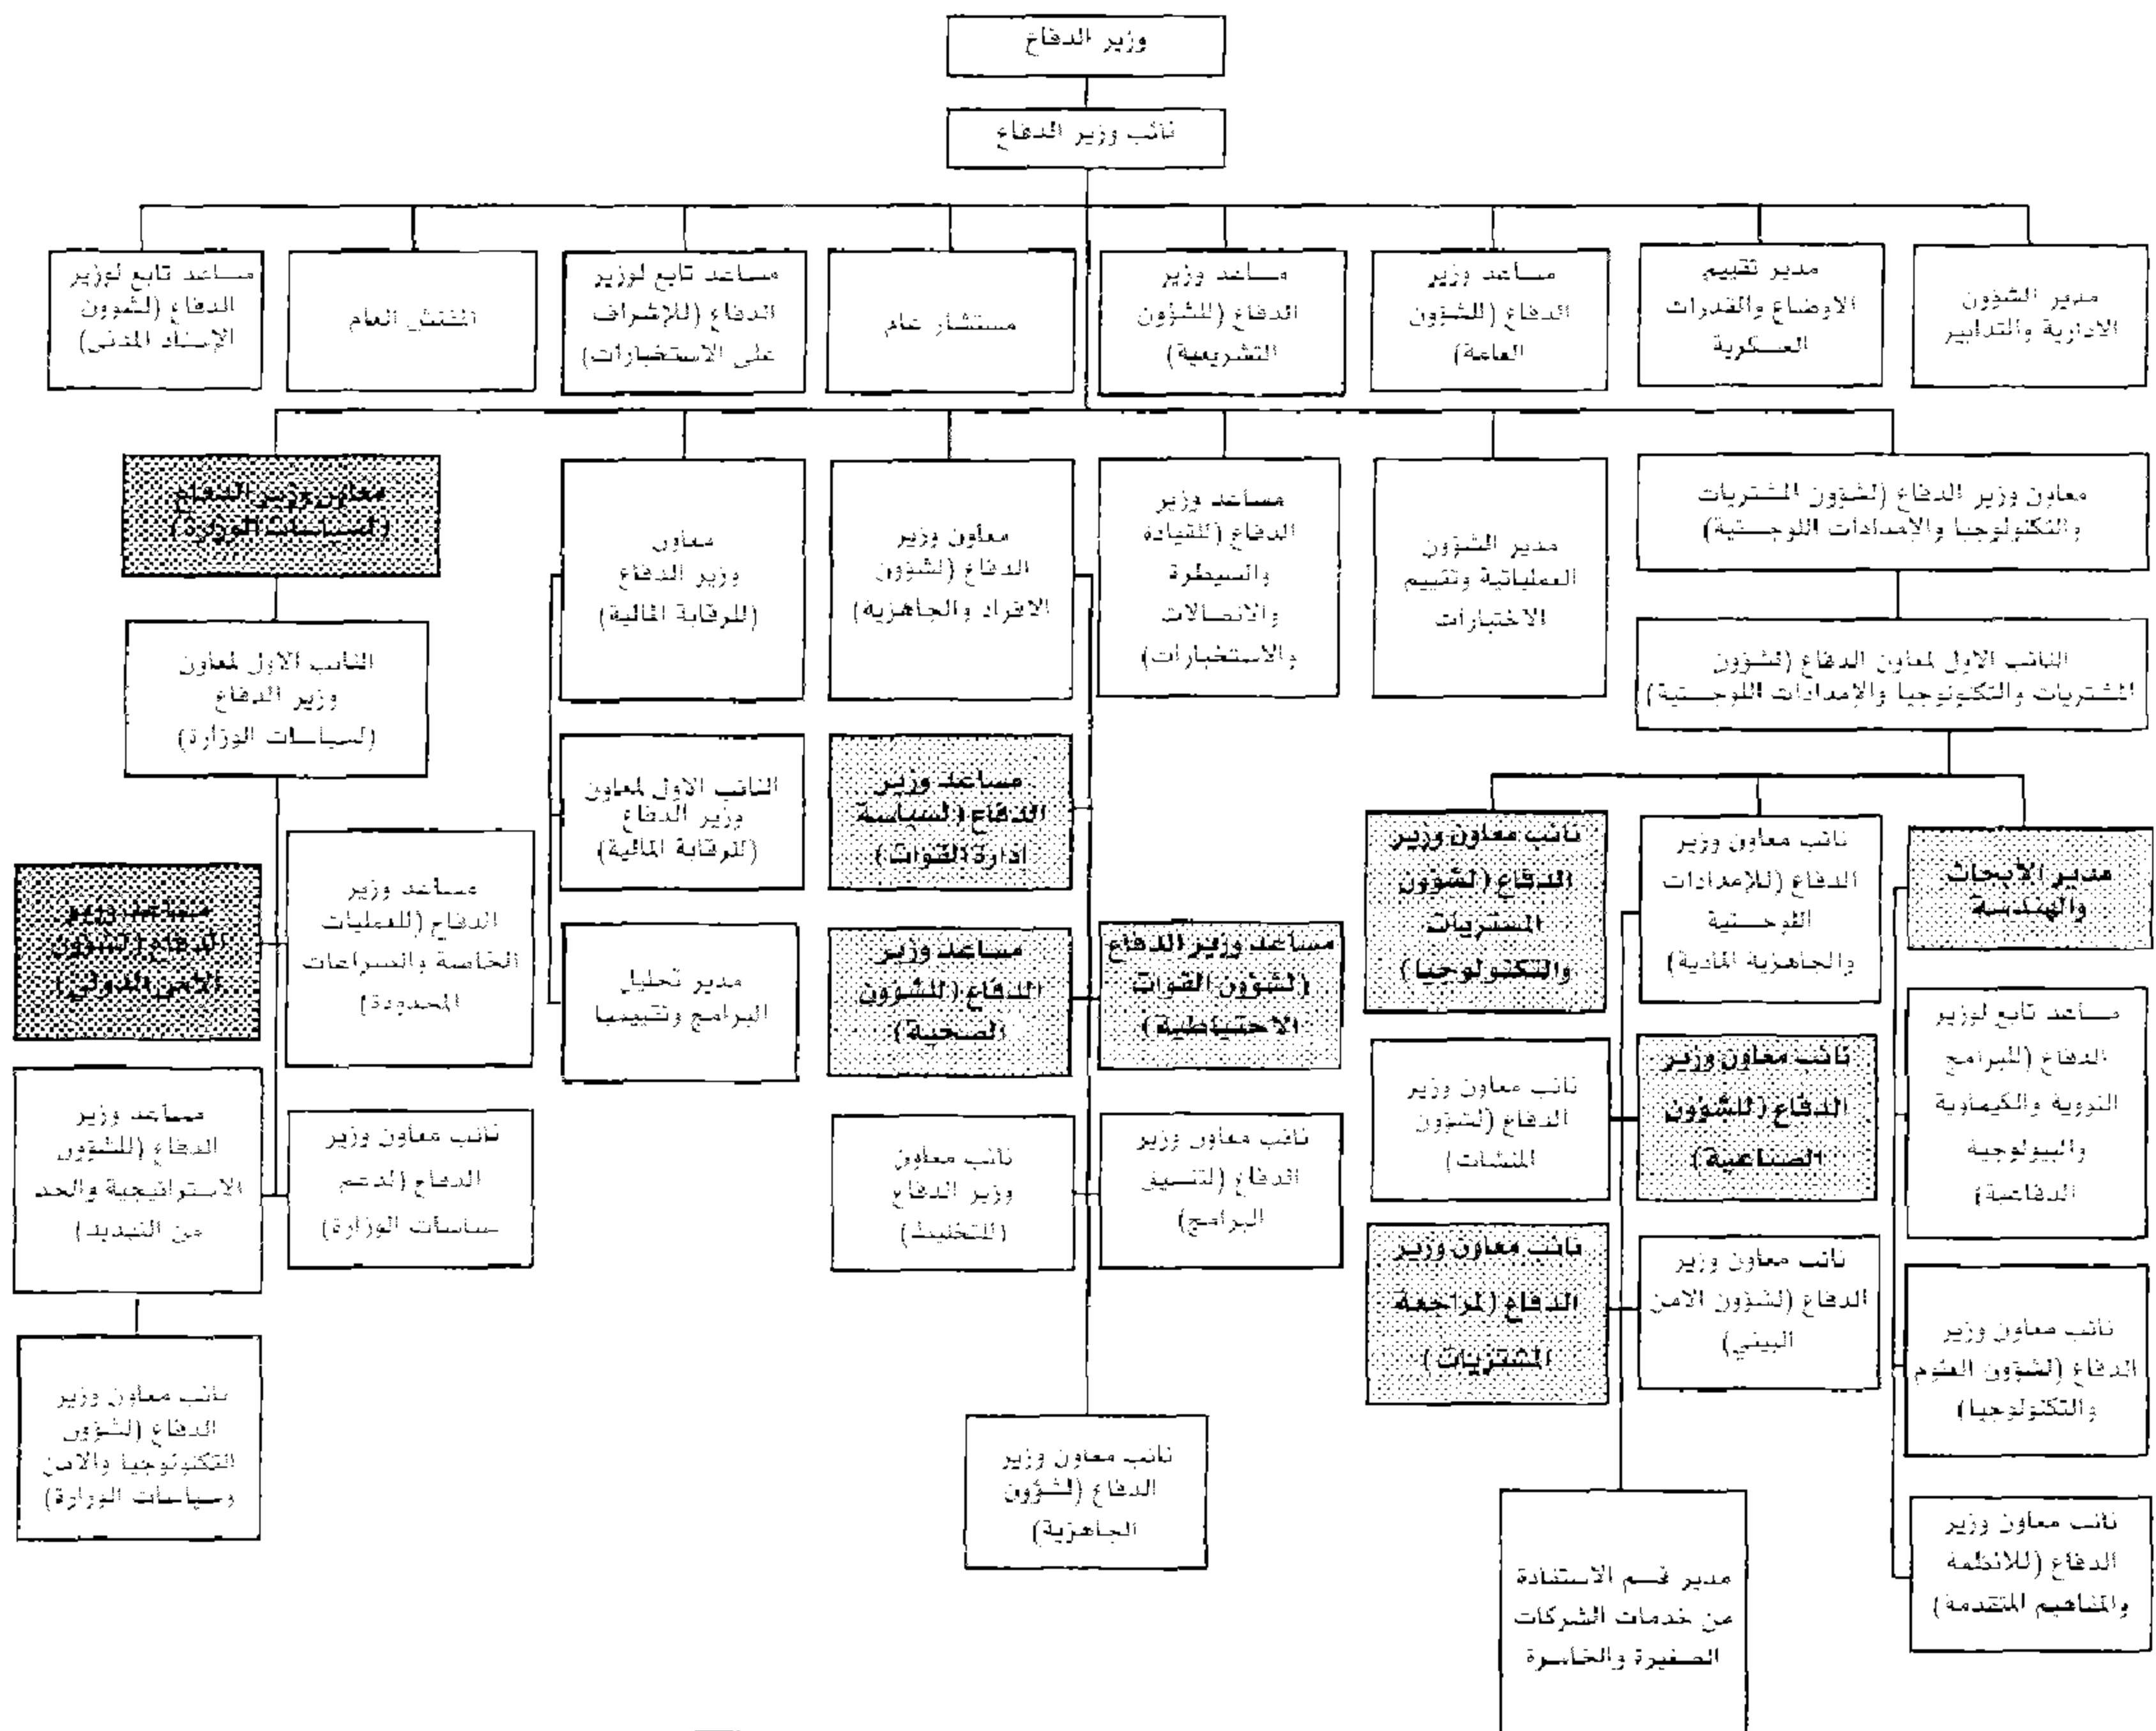 وزير الدفاع
نائب وزير الدفاع
مدير الشؤون
الادارية والتدابير
مدير تقييم
الاوضاع والقدرات
العسكرية
مساعد وزير
الدفاع (للشؤون
العامة)
مساعد وزير
الدفاع (للشؤون
التشريعية)
مستشار عام
مساعد تابع لوزير
الدفاع (للإشراف
على الاستخبارات)
المفتش العام
مساعد تابع لوزير
الدفاع (لشؤون
الإسناد المدني)
معاون وزير الدفاع (لشؤون المشتريات
والتكنولوجيا والإمدادات اللوجستية)
مدير الشؤون
العملياتية وتقييم
الاختبارات
مساعد وزير
الدفاع (للقيادة
والسيطرة
والاتصالات
والاستخبارات)
معاون وزير
الدفاع (لشؤون
الافراد والجاهزية)
معاون
وزير الدفاع
(للرقابة المالية)
معاون وزير الدفاع
(لسياسات الوزارة)
النائب الاول لمعاون الدفاع (لشؤون
المشتريات والتكنولوجيا والإمدادات اللوجستية)
النائب الاول لمعاون
وزير الدفاع
(لسياسات الوزارة)
النائب الاول لمعاون
وزير الدفاع
(للرقابة المالية)
مساعد وزير
الدفاع (لسياسة
إدارة القوات)
مدير الأبحاث
والهندسة
نائب معاون وزير
الدفاع (للإمدادات
اللوجستية
والجاهزية المادية)
نائب معاون وزير
الدفاع (لشؤون
المشتريات
والتكنولوجيا)
مساعد وزير الدفاع
(لشؤون القوات
الاحتياطية)
مساعد وزير
الدفاع (للشؤون
الصحية)
مدير تحليل
البرامج وتقييمها
مساعد وزير
الدفاع (للعمليات
الخاصة والصراعات
المحدودة)
مساعد وزير
الدفاع (لشؤون
الأمن الدولي)
مساعد تابع لوزير
الدفاع (للبرامج
النووية والكيماوية
والبيولوجية
الدفاعية)
نائب معاون وزير
الدفاع (للشؤون
الصناعية)
نائب معاون وزير
الدفاع (لشؤون
المنشآت)
نائب معاون وزير
الدفاع (لتنسيق
البرامج)
نائب معاون
وزير الدفاع
(للتخطيط)
نائب معاون وزير
الدفاع (لدعم
سياسات الوزارة)
مساعد وزير
الدفاع (للشؤون
الاستراتيجية والحد
من التهديد)
نائب معاون وزير
الدفاع (لشؤون العلوم
والتكنولوجيا)
نائب معاون وزير
الدفاع (لشؤون الامن
البيئي)
نائب معاون وزير
الدفاع (لمراجعة
المشتريات)
نائب معاون وزير
الدفاع (لشؤون
التكنولوجيا والامن
وسياسات الوزارة)
نائب معاون وزير
الدفاع (لشؤون
الجاهزية)
نائب معاون وزير
الدفاع (للانظمة
والمفاهيم المتقدمة)
مدير قسم الاستفادة
من خدمات الشركات
الصغيرة والخاسرة